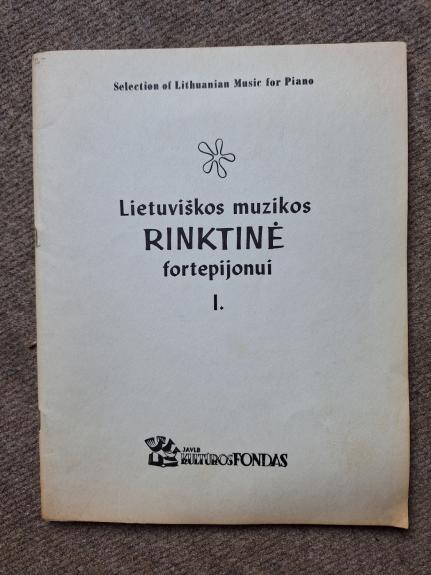 Selection of Lithuanian Music for Piano
Lietuviškos muzikos
RINKTINĖ
fortepijonui
I.
JAVLB
KULTŪROS FONDAS